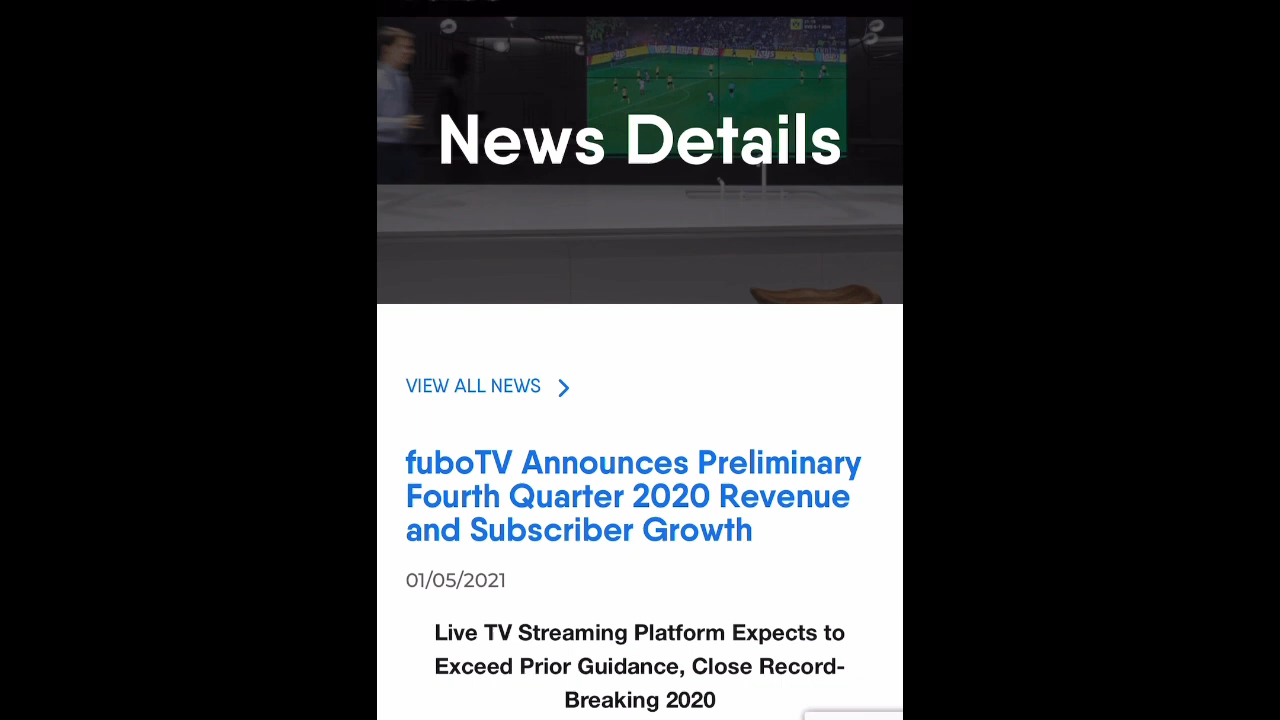 News Details
VIEW ALL NEWS
fuboTV Announces Preliminary
Fourth Quarter 2020 Revenue
and Subscriber Growth
01/05/2021
Live TV Streaming Platform Expects to
Exceed Prior Guidance, Close Record-
Breaking 2020